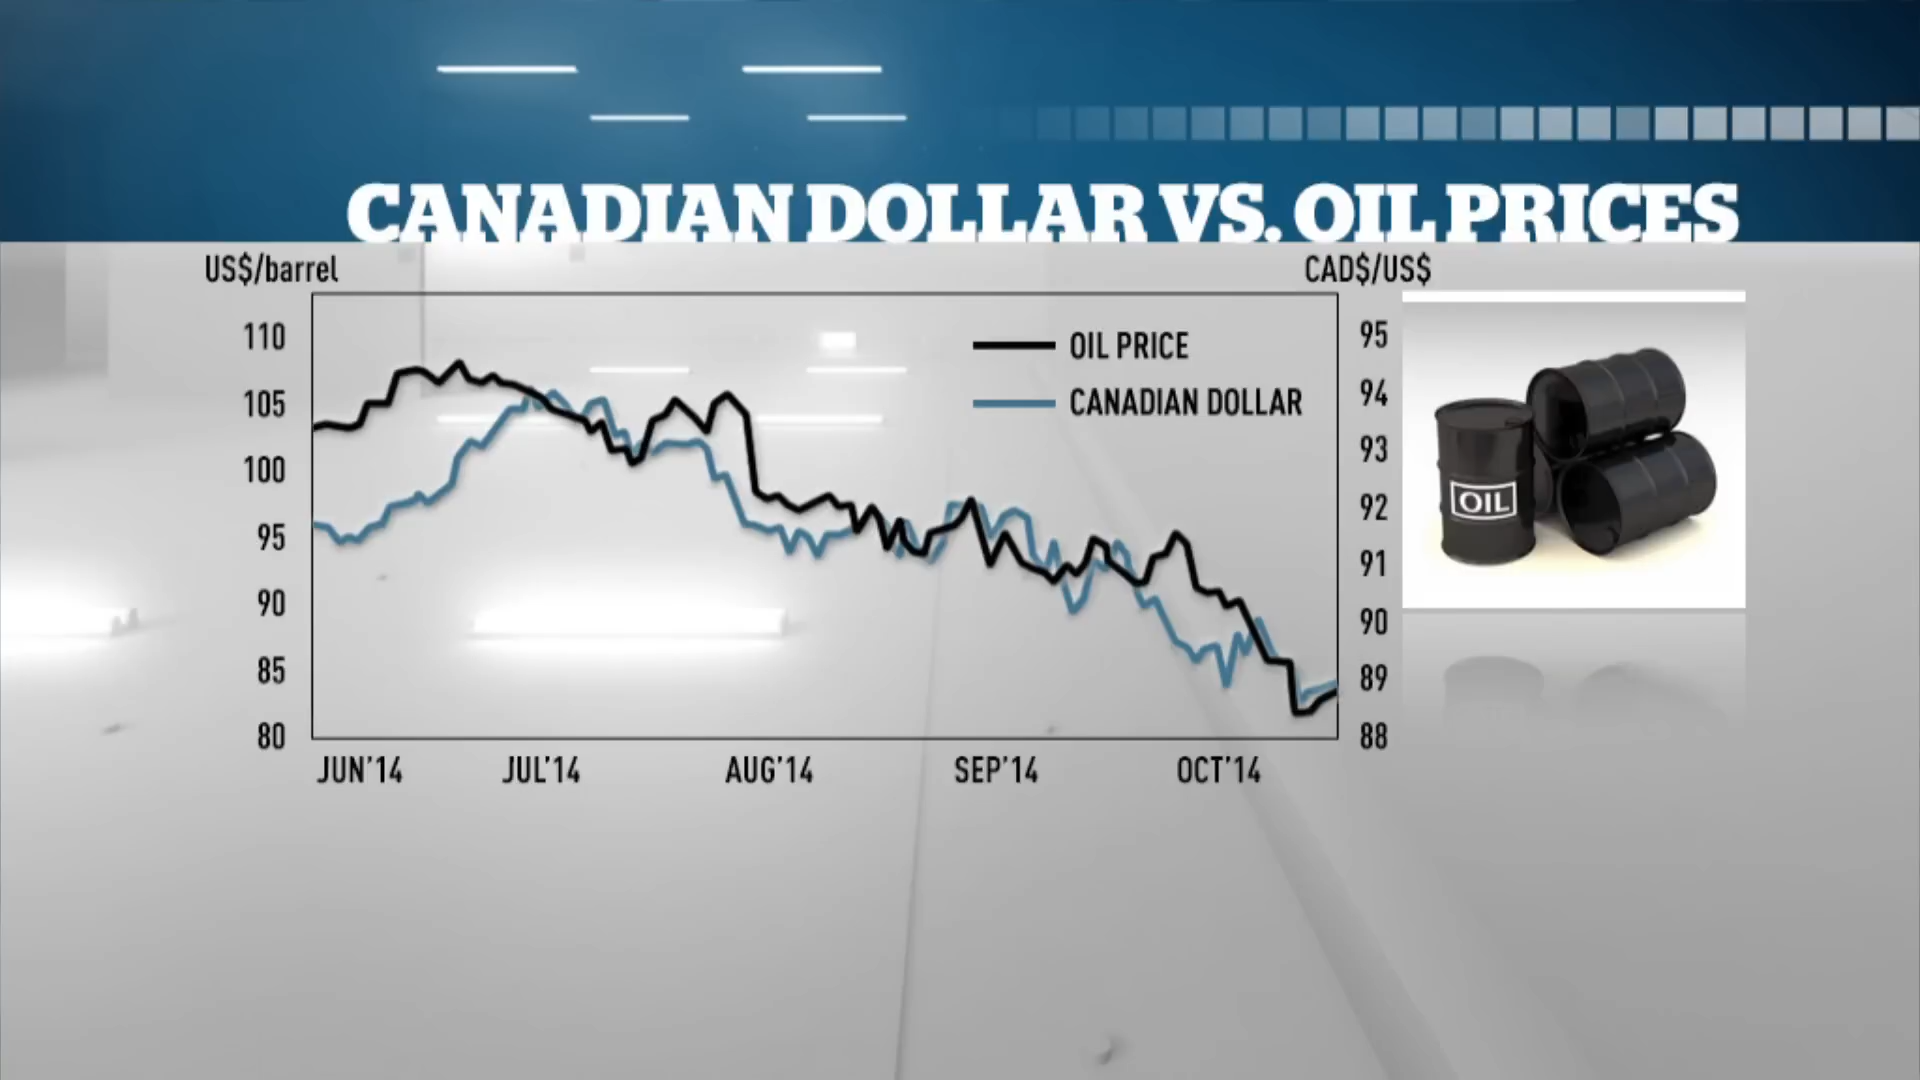 CANADIAN DOLLAR VS. OIL PRICES
US$/barrel
CAD$/US$
110
105
100
95
90
85
80
OIL PRICE
CANADIAN DOLLAR
95
94
93
92
91
90
89
88
OIL
JUN'14 JUL'14 AUG'14 SEP'14 OCT'14